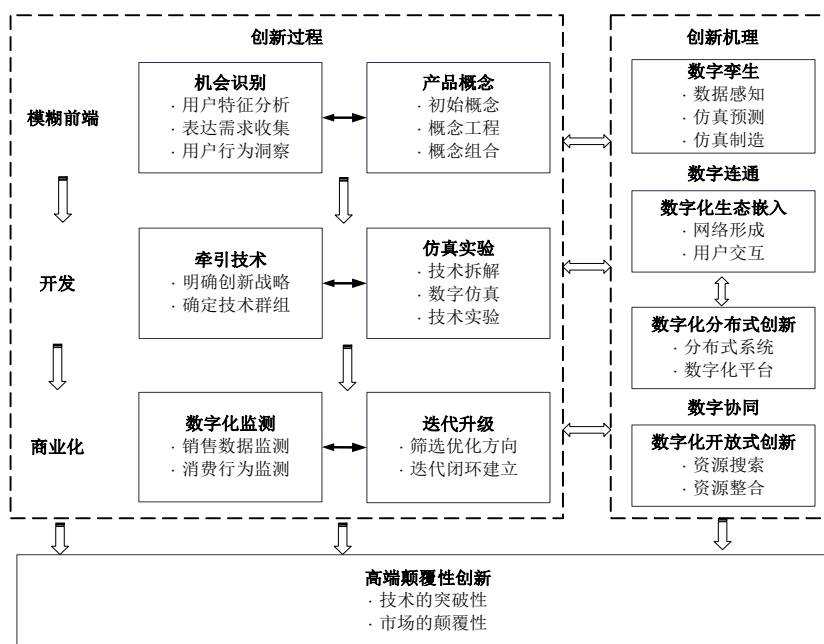 创新过程
模糊前端
机会识别
· 用户特征分析
· 表达需求收集
· 用户行为洞察
产品概念
· 初始概念
· 概念工程
· 概念组合
开发
牵引技术
· 明确创新战略
· 确定技术群组
仿真实验
· 技术拆解
· 数字仿真
· 技术实验
商业化
数字化监测
· 销售数据监测
· 消费行为监测
迭代升级
· 筛选优化方向
· 迭代闭环建立
创新机理
数字孪生
· 数据感知
· 仿真预测
· 仿真制造
数字连通
数字化生态嵌入
· 网络形成
· 用户交互
数字化分布式创新
· 分布式系统
· 数字化平台
数字协同
数字化开放式创新
· 资源搜索
· 资源整合
高端颠覆性创新
· 技术的突破性
· 市场的颠覆性